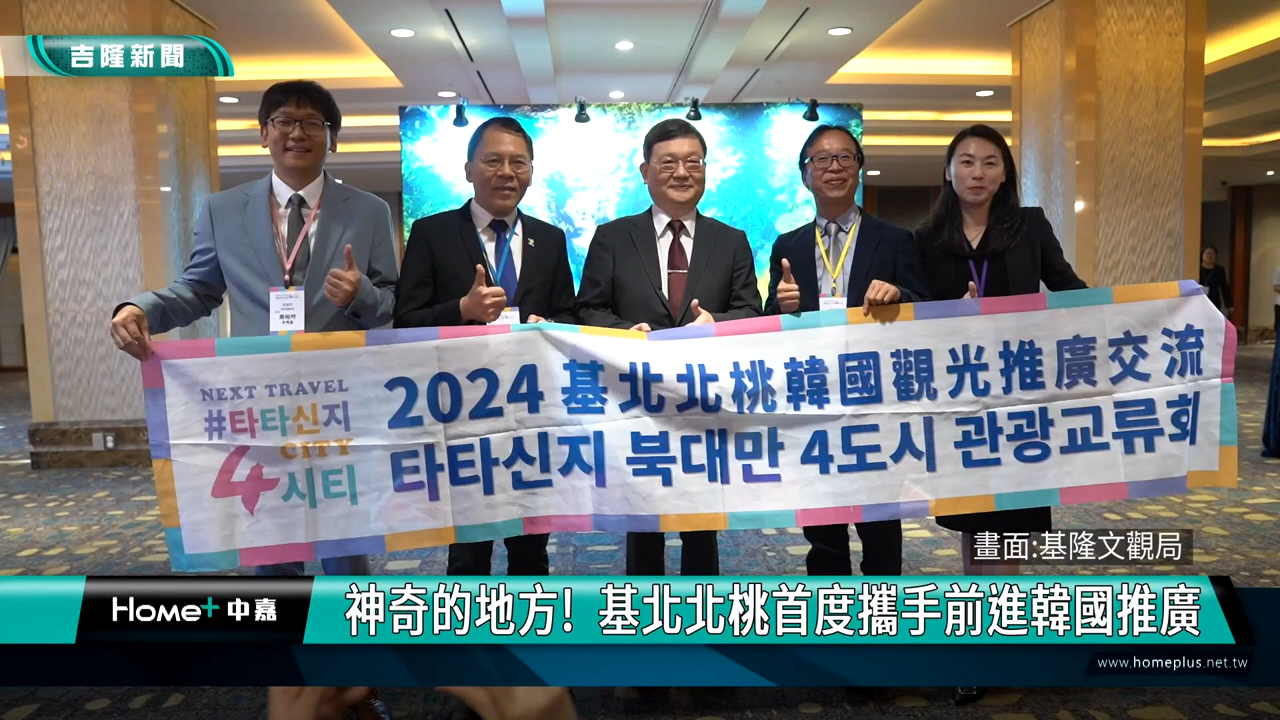 吉隆新聞
NEXT TRAVEL
#타타신지
CITY
4 시티
2024 基北北桃韓國觀光推廣交流
타타신지 북대만 4도시 관광교류회
畫面:基隆文觀局
Home+ 中嘉
神奇的地方! 基北北桃首度攜手前進韓國推廣
www.homeplus.net.tw